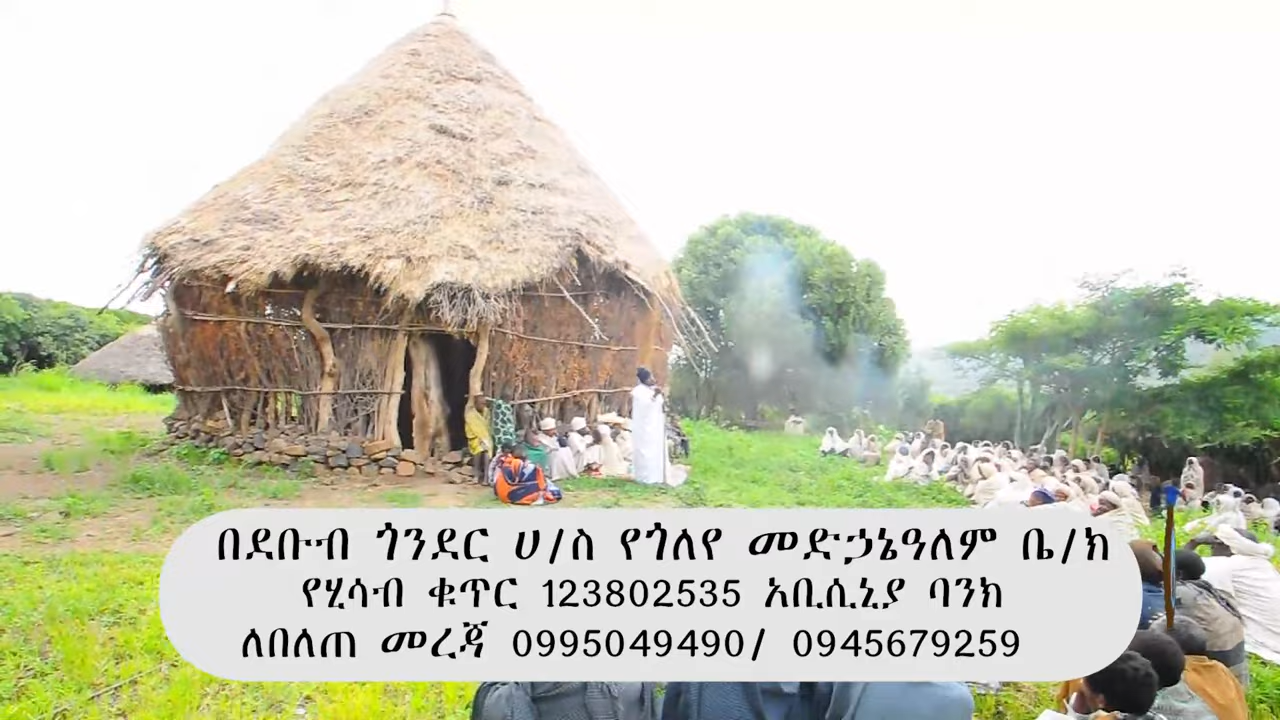 በደቡብ ጎንደር ሀ/ስ የጎለየ መድኃኔዓለም ቤ/ክ
የሂሳብ ቁጥር 123802535 አቢሲኒያ ባንክ
ለበለጠ መረጃ 0995049490/ 0945679259